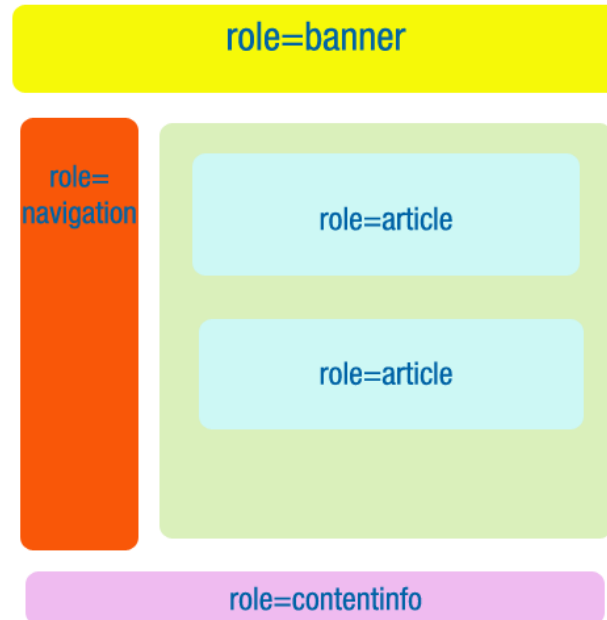 role=banner
role=
navigation
role=article
role=article
role=contentinfo